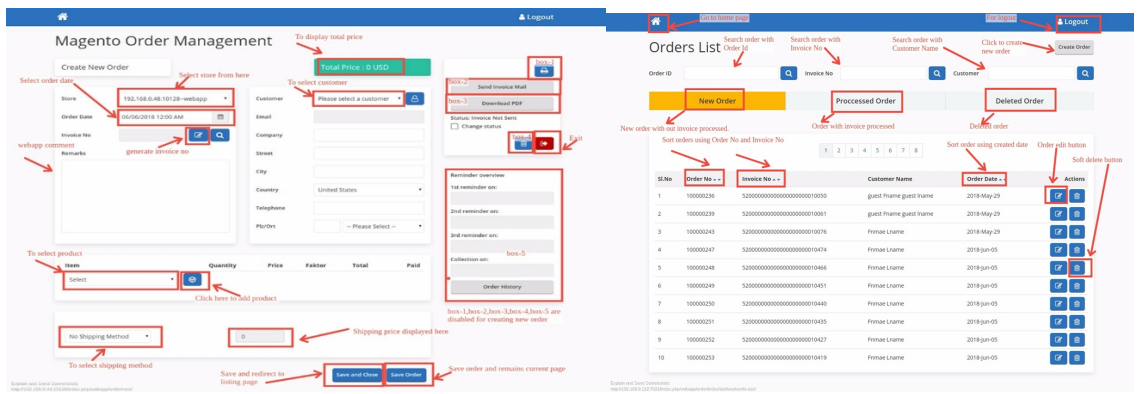 Logout
Magento Order Management
To display total price
Create New Order
Total Price : 0 USD
box-1
Select order date
Select store from here
To select customer
box-2
Send Invoice Mail
Store
192.168.0.48:10128--webapp
Customer
Please select a customer
box-3
Download PDF
Order Date
06/06/2018 12:00 AM
Email
Status: Invoice Not Sent
Change status
Invoice No
Company
Exit
webapp comment
generate invoice no
Remarks
Street
City
Reminder overview
Country
United States
1st reminder on:
Telephone
2nd reminder on:
Plz/Ort
-- Please Select --
3rd reminder on:
To select product
box-5
Item
Quantity
Price
Faktor
Total
Paid
Collection on:
Select
Order History
Click here to add product
box-1,box-2,box-3,box-4,box-5 are
disabled for creating new order
No Shipping Method
0
Shipping price displayed here
To select shipping method
Save and redirect to
listing page
Save and Close
Save Order
Save order and remains current page
Go to home page
For logout
Logout
Orders List
Search order with
Order Id
Search order with
Invoice No
Search order with
Customer Name
Click to create
new order
Create Order
Order ID
Invoice No
Customer
New Order
Proccessed Order
Deleted Order
New order with out invoice processed.
Order with invoice processed
Deleted order
Sort orders using Order No and Invoice No
1 2 3 4 5 6 7 8
Sort order using created date
Order edit button
Soft delete button
Sl.No
Order No
Invoice No
Customer Name
Order Date
Actions
1 100000236 52000000000000000000010050 guest Fname guest lname 2018-May-29
2 100000239 52000000000000000000010061 guest Fname guest lname 2018-May-29
3 100000243 52000000000000000000010076 Fnmae Lname 2018-May-29
4 100000247 52000000000000000000010474 Fnmae Lname 2018-Jun-05
5 100000248 52000000000000000000010466 Fnmae Lname 2018-Jun-05
6 100000249 52000000000000000000010451 Fnmae Lname 2018-Jun-05
7 100000250 52000000000000000000010440 Fnmae Lname 2018-Jun-05
8 100000251 52000000000000000000010435 Fnmae Lname 2018-Jun-05
9 100000252 52000000000000000000010427 Fnmae Lname 2018-Jun-05
10 100000253 52000000000000000000010419 Fnmae Lname 2018-Jun-05